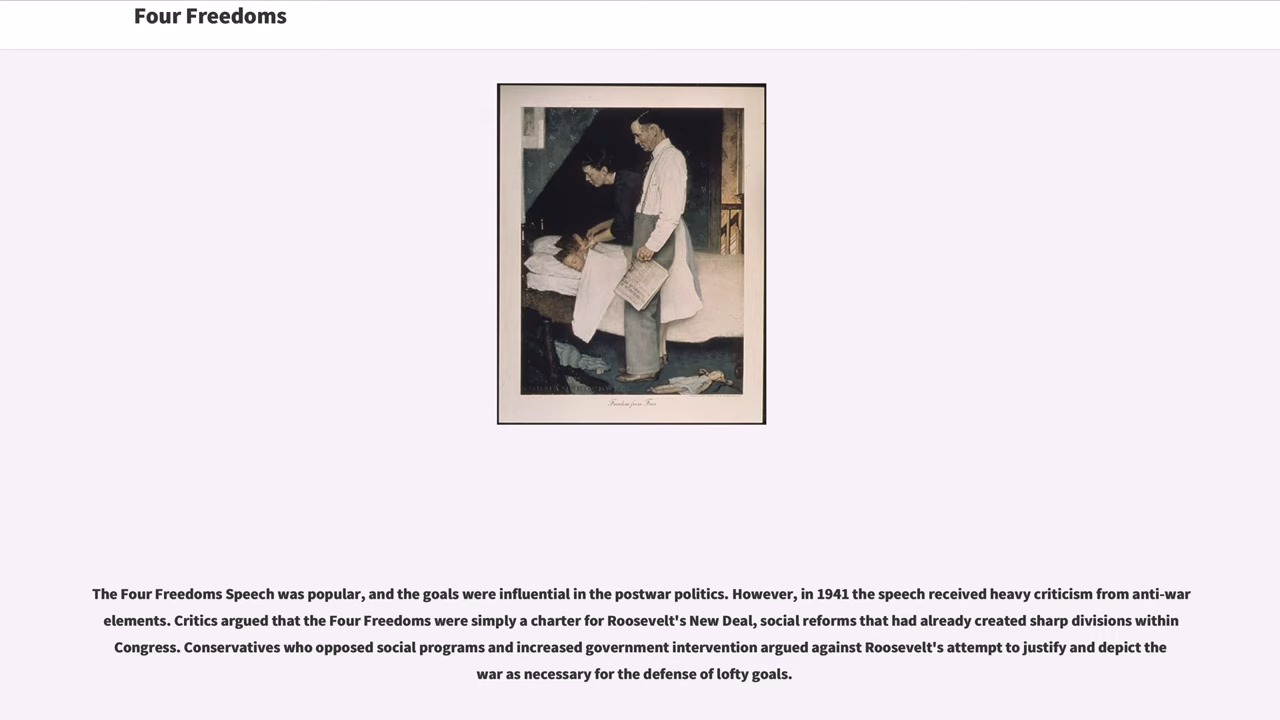 Four Freedoms
Freedom from Fear
The Four Freedoms Speech was popular, and the goals were influential in the postwar politics. However, in 1941 the speech received heavy criticism from anti-war
elements. Critics argued that the Four Freedoms were simply a charter for Roosevelt's New Deal, social reforms that had already created sharp divisions within
Congress. Conservatives who opposed social programs and increased government intervention argued against Roosevelt's attempt to justify and depict the
war as necessary for the defense of lofty goals.